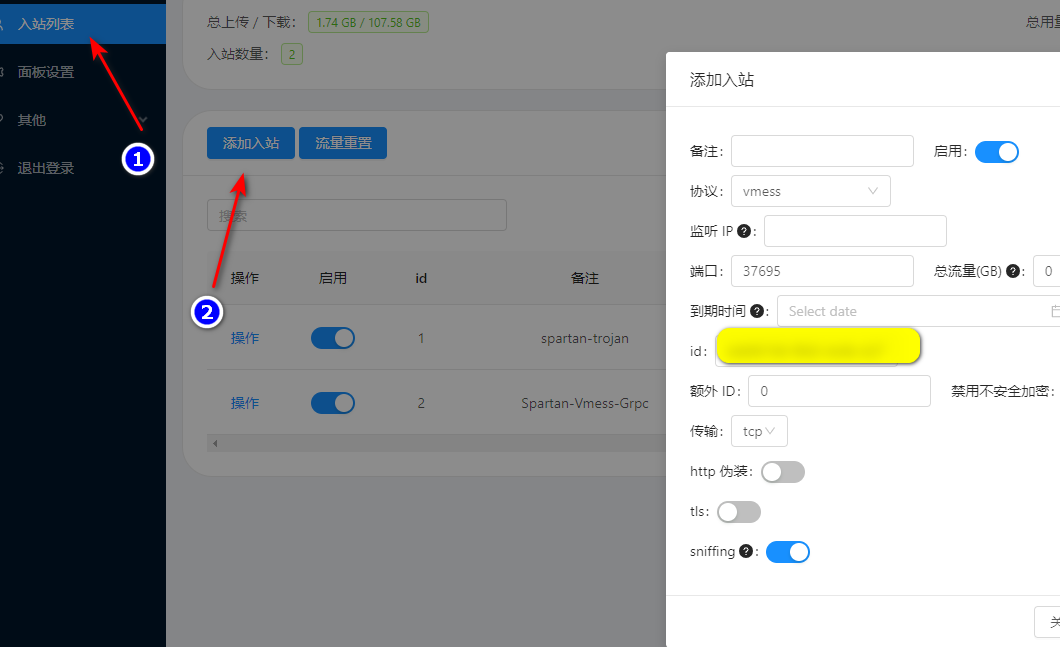 入站列表
面板设置
其他
退出登录
1
2
总上传 / 下载： 1.74 GB / 107.58 GB
总用量
入站数量： 2
添加入站 流量重置
搜索
操作 启用 id 备注
操作 1 spartan-trojan
操作 2 Spartan-Vmess-Grpc
添加入站
备注: 启用:
协议: vmess
监听 IP ? :
端口: 37695 总流量(GB) ? : 0
到期时间 ? : Select date
id:
额外 ID: 0 禁用不安全加密:
传输: tcp
http 伪装:
tls:
sniffing ? :